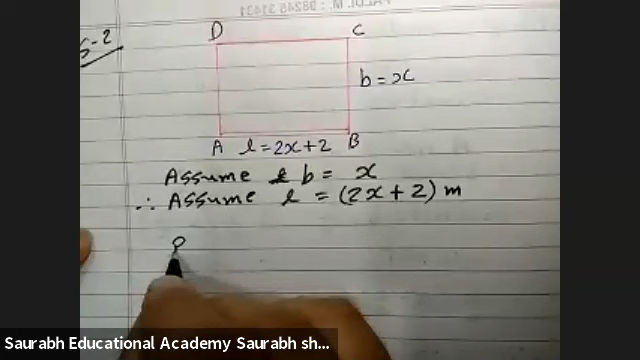 D C
b = x
A l = 2x + 2 B
Assume b = x
∴ Assume l = (2x + 2) m
P
Saurabh Educational Academy Saurabh sh...